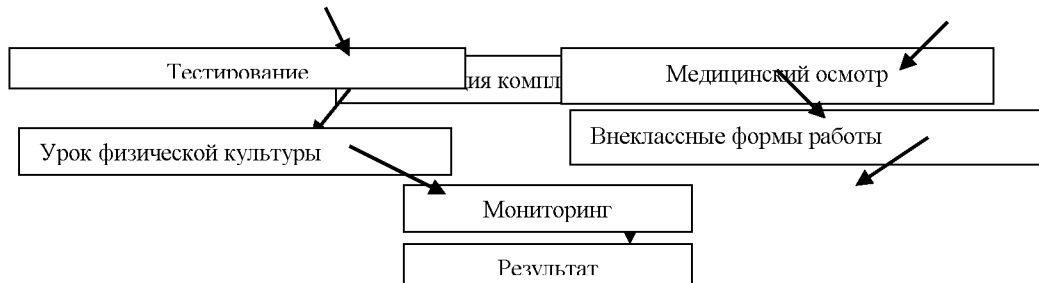 Тестирование
Медицинский осмотр
Урок физической культуры
Внеклассные формы работы
Мониторинг
Результат